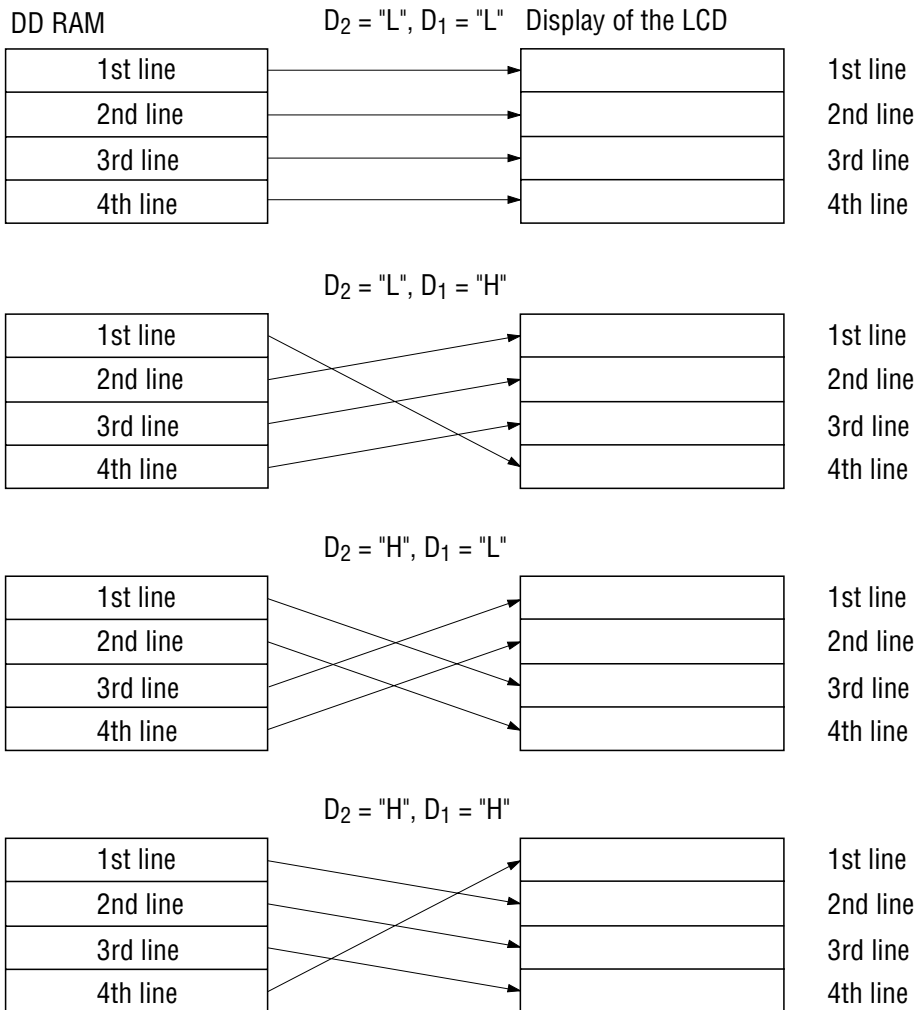 DD RAM D₂ = "L", D₁ = "L" Display of the LCD
1st line 1st line
2nd line 2nd line
3rd line 3rd line
4th line 4th line
D₂ = "L", D₁ = "H"
1st line 1st line
2nd line 2nd line
3rd line 3rd line
4th line 4th line
D₂ = "H", D₁ = "L"
1st line 1st line
2nd line 2nd line
3rd line 3rd line
4th line 4th line
D₂ = "H", D₁ = "H"
1st line 1st line
2nd line 2nd line
3rd line 3rd line
4th line 4th line